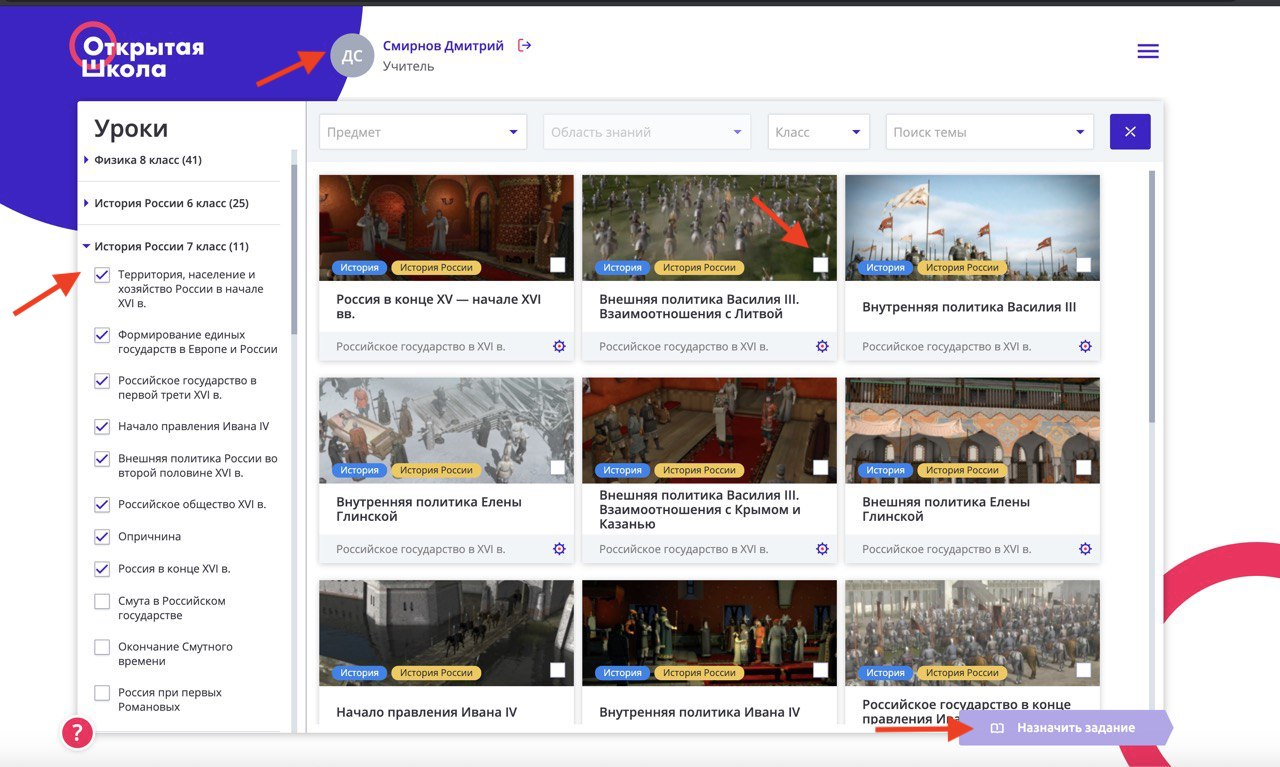 Открытая
Школа
ДС
Смирнов Дмитрий
Учитель
Уроки
Физика 8 класс (41)
История России 6 класс (25)
История России 7 класс (11)
Территория, население и
хозяйство России в начале
XVI в.
Формирование единых
государств в Европе и России
Российское государство в
первой трети XVI в.
Начало правления Ивана IV
Внешняя политика России во
второй половине XVI в.
Российское общество XVI в.
Опричнина
Россия в конце XVI в.
Смута в Российском
государстве
Окончание Смутного
времени
Россия при первых
Романовых
?
Предмет
Область знаний
Класс
Поиск темы
История История России
Россия в конце XV — начале XVI
вв.
Российское государство в XVI в.
История История России
Внешняя политика Василия III.
Взаимоотношения с Литвой
Российское государство в XVI в.
История История России
Внутренняя политика Василия III
Российское государство в XVI в.
История История России
Внутренняя политика Елены
Глинской
Российское государство в XVI в.
История История России
Внешняя политика Василия III.
Взаимоотношения с Крымом и
Казанью
Российское государство в XVI в.
История История России
Внешняя политика Елены
Глинской
Российское государство в XVI в.
История История России
Начало правления Ивана IV
История История России
Внутренняя политика Ивана IV
История История России
Российское государство в конце
правления
Назначить задание